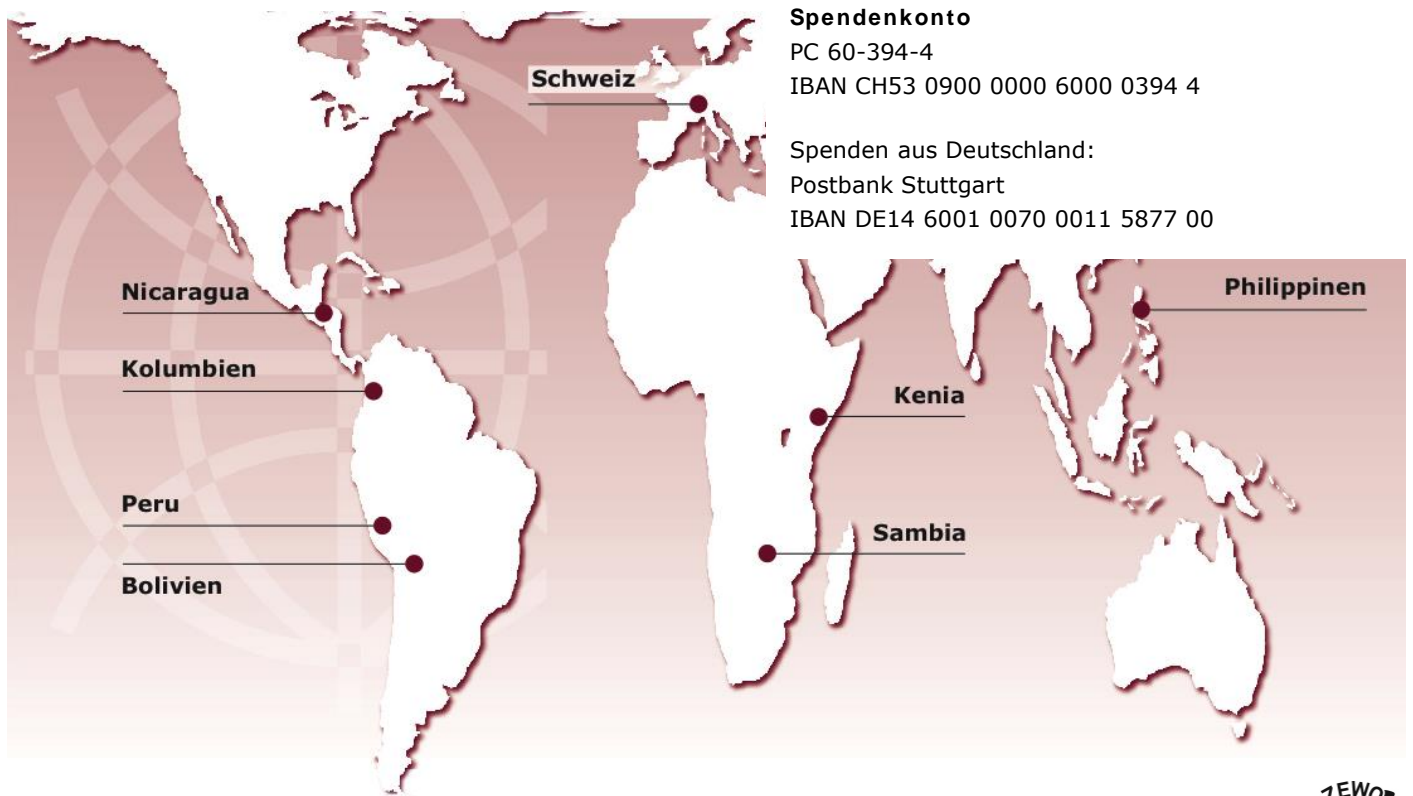 Spendenkonto
PC 60-394-4
IBAN CH53 0900 0000 6000 0394 4
Spenden aus Deutschland:
Postbank Stuttgart
IBAN DE14 6001 0070 0011 5877 00
Schweiz
Nicaragua
Philippinen
Kolumbien
Kenia
Peru
Sambia
Bolivien